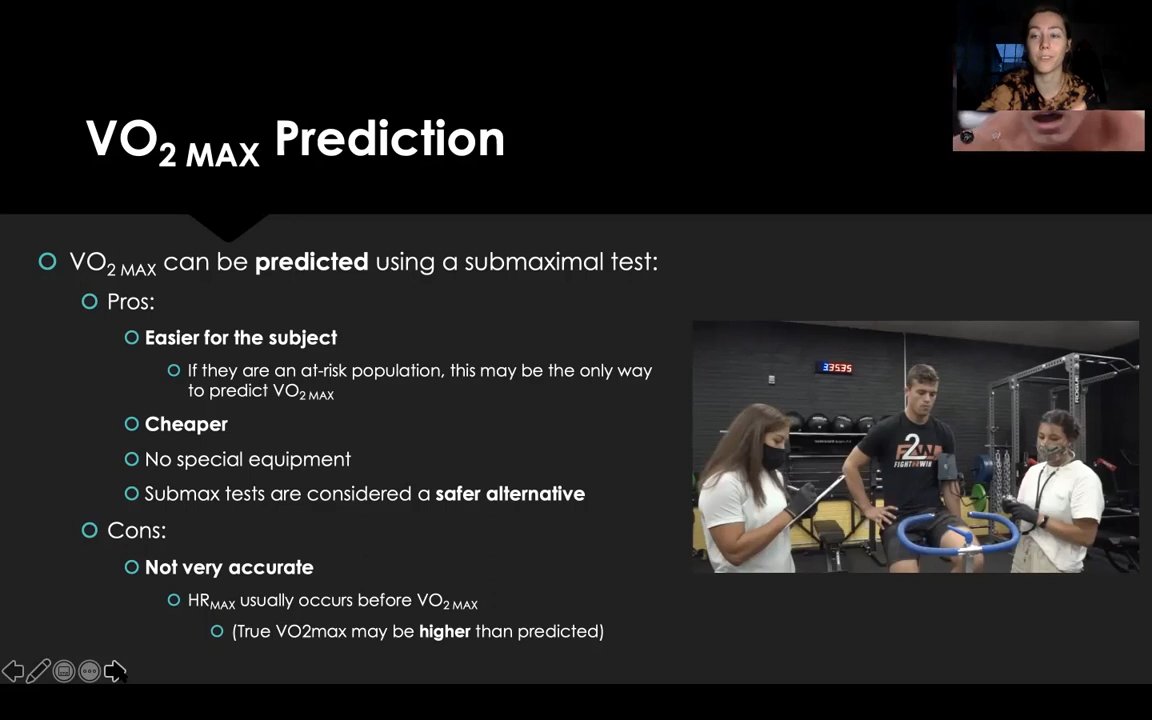 VO2 MAX Prediction
VO2 MAX can be predicted using a submaximal test:
Pros:
Easier for the subject
If they are an at-risk population, this may be the only way
to predict VO2 MAX
Cheaper
No special equipment
Submax tests are considered a safer alternative
Cons:
Not very accurate
HRMAX usually occurs before VO2 MAX
(True VO2max may be higher than predicted)
33535
2
ROGUE